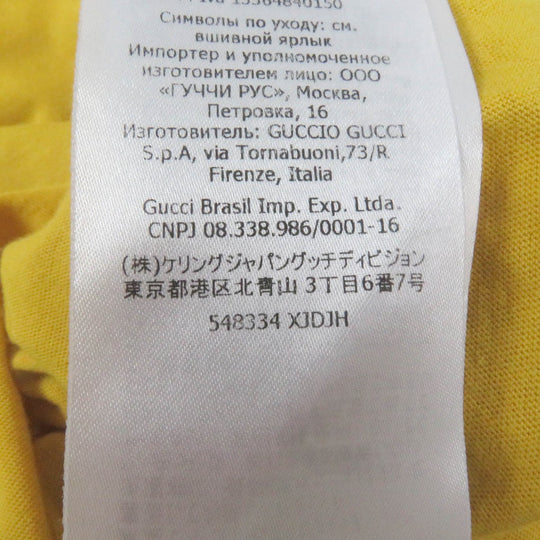 13384840150
Символы по уходу: см.
вшивной ярлык
Импортер и уполномоченное
изготовителем лицо: ООО
«ГУЧЧИ РУС», Москва,
Петровка, 16
Изготовитель: GUCCIO GUCCI
S.p.A, via Tornabuoni,73/R
Firenze, Italia
Gucci Brasil Imp. Exp. Ltda.
CNPJ 08.338.986/0001-16
(株)ケリングジャパングッチディビジョン
東京都港区北青山 3丁目6番7号
548334 XJDJH